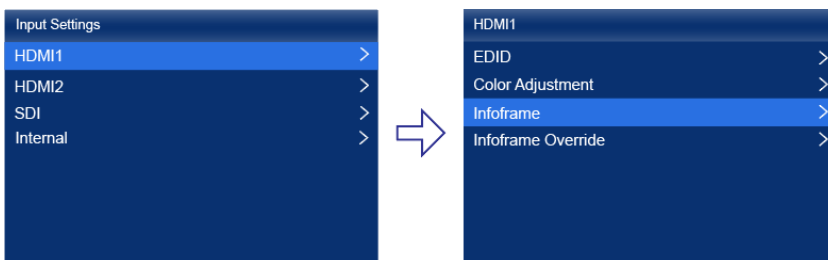 Input Settings
HDMI1
HDMI2
SDI
Internal
HDMI1
EDID
Color Adjustment
Infoframe
Infoframe Override